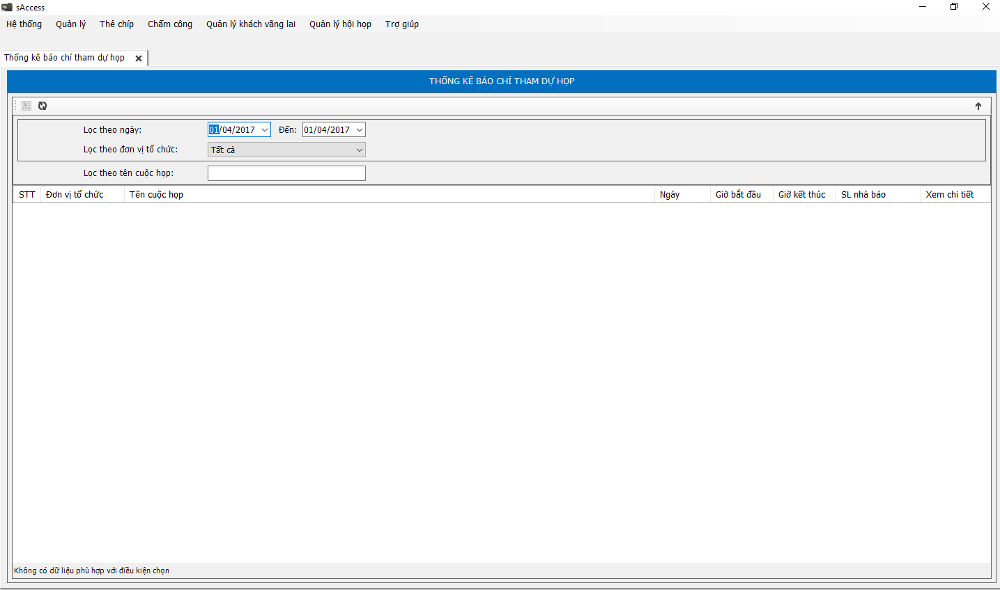 sAccess
Hệ thống Quản lý Thẻ chíp Chấm công Quản lý khách vãng lai Quản lý hội họp Trợ giúp
Thống kê báo chí tham dự họp
THỐNG KÊ BÁO CHÍ THAM DỰ HỌP
Lọc theo ngày: 01/04/2017 Đến: 01/04/2017
Lọc theo đơn vị tổ chức: Tất cả
Lọc theo tên cuộc họp:
STT Đơn vị tổ chức Tên cuộc họp Ngày Giờ bắt đầu Giờ kết thúc SL nhà báo Xem chi tiết
Không có dữ liệu phù hợp với điều kiện chọn